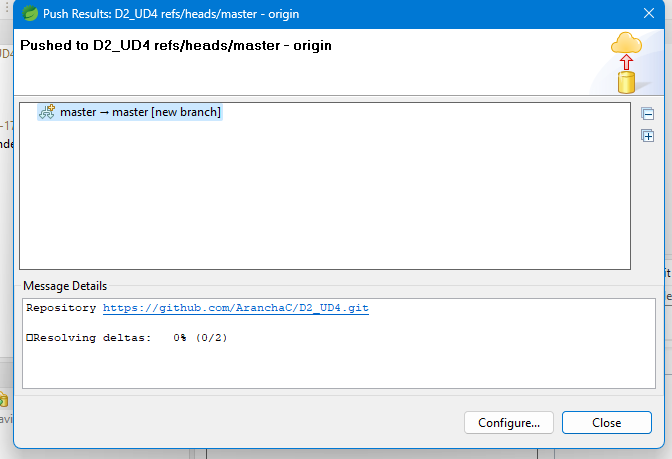 Push Results: D2_UD4 refs/heads/master - origin
Pushed to D2_UD4 refs/heads/master - origin
master → master [new branch]
Message Details
Repository https://github.com/AranchaC/D2_UD4.git
Resolving deltas: 0% (0/2)
Configure...
Close